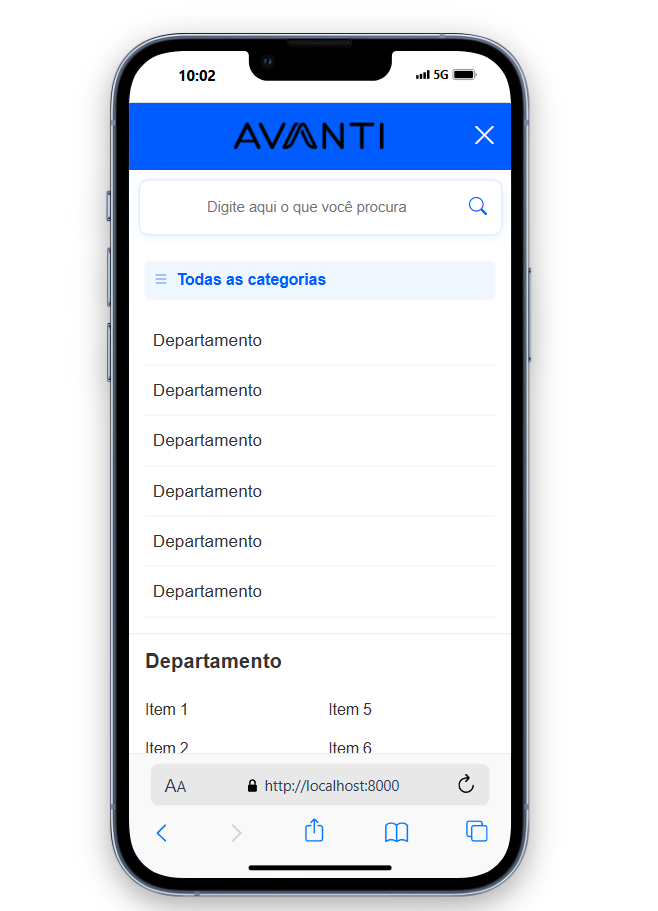 10:02 5G
AVANTI
Digite aqui o que você procura
Todas as categorias
Departamento
Departamento
Departamento
Departamento
Departamento
Departamento
Departamento
Item 1 Item 5
Item 2 Item 6
AA http://localhost:8000